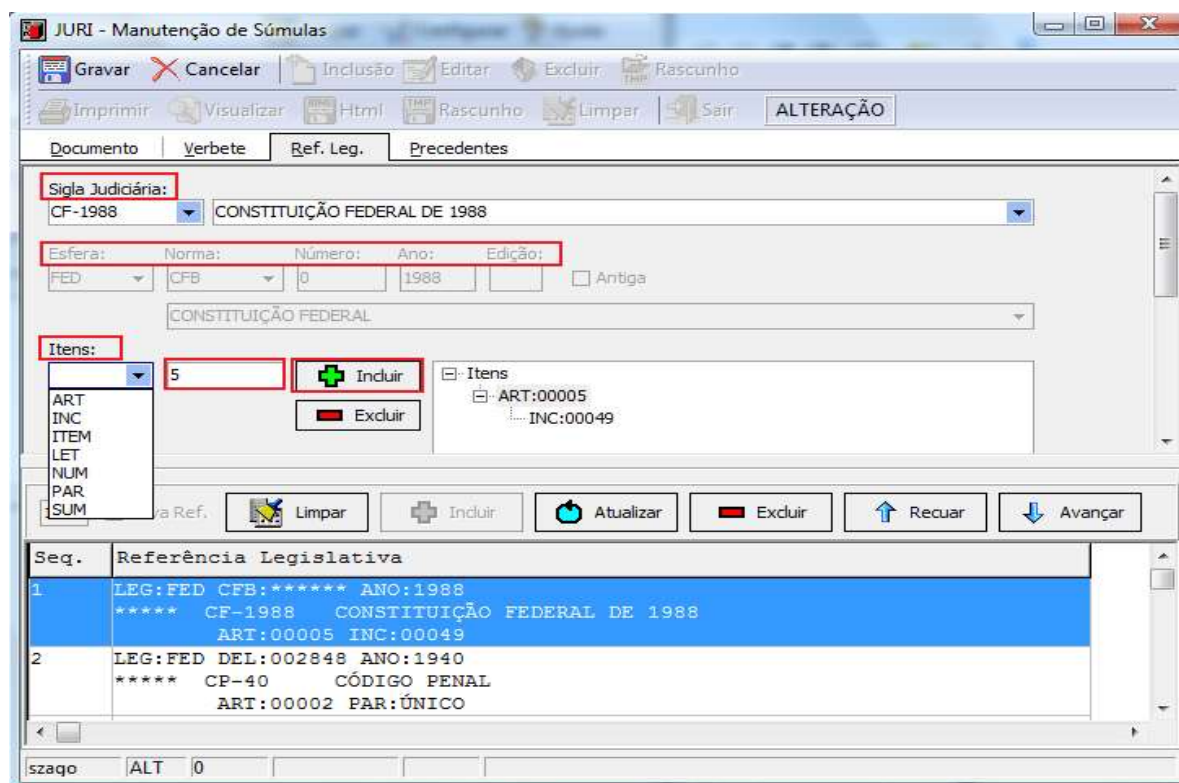 JURI - Manutenção de Súmulas
Gravar Cancelar Inclusão Editar Excluir Rascunho
Imprimir Visualizar Html Rascunho Limpar Sair ALTERAÇÃO
Documento Verbete Ref. Leg. Precedentes
Sigla Judiciária:
CF-1988 CONSTITUIÇÃO FEDERAL DE 1988
Esfera: Norma: Número: Ano: Edição:
FED CFB 0 1988 Antiga
CONSTITUIÇÃO FEDERAL
Itens:
5 Incluir Itens
ART:00005
Excluir INC:00049
ART
INC
ITEM
LET
NUM
PAR
SUM
Ref. Limpar Incluir Atualizar Excluir Recuar Avançar
Seq. Referência Legislativa
1 LEG:FED CFB:****** ANO:1988
***** CF-1988 CONSTITUIÇÃO FEDERAL DE 1988
ART:00005 INC:00049
2 LEG:FED DEL:002848 ANO:1940
***** CP-40 CÓDIGO PENAL
ART:00002 PAR:ÚNICO
szaqo ALT 0